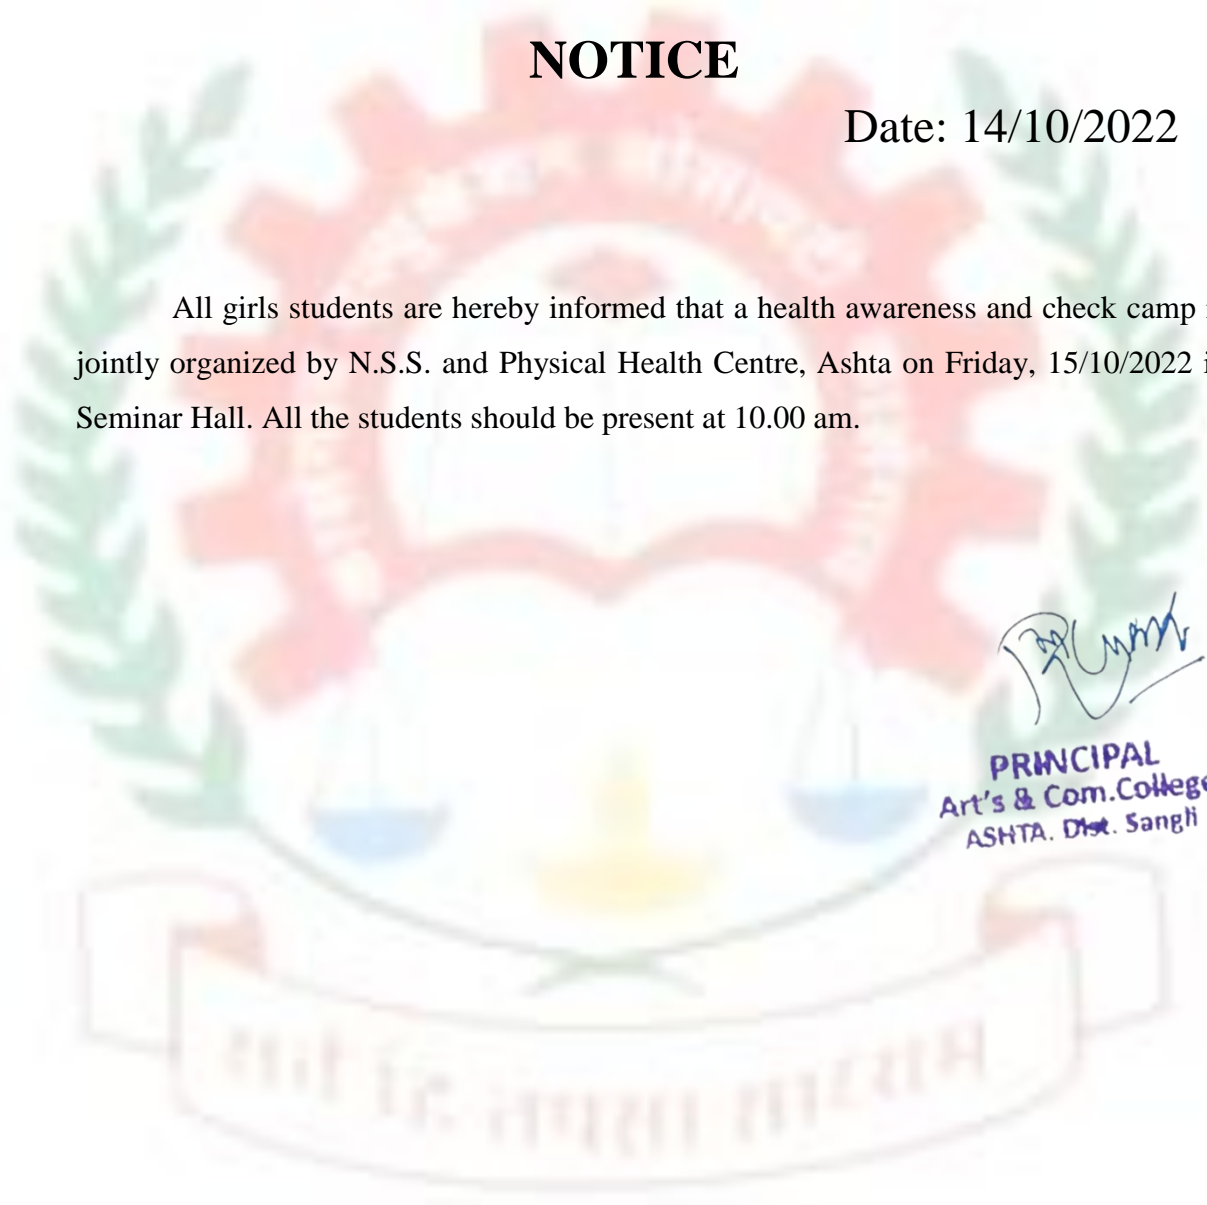 NOTICE
Date: 14/10/2022
All girls students are hereby informed that a health awareness and check camp
jointly organized by N.S.S. and Physical Health Centre, Ashta on Friday, 15/10/2022
Seminar Hall. All the students should be present at 10.00 am.
PRINCIPAL
Art's & Com.College
ASHTA. Dist. Sangli